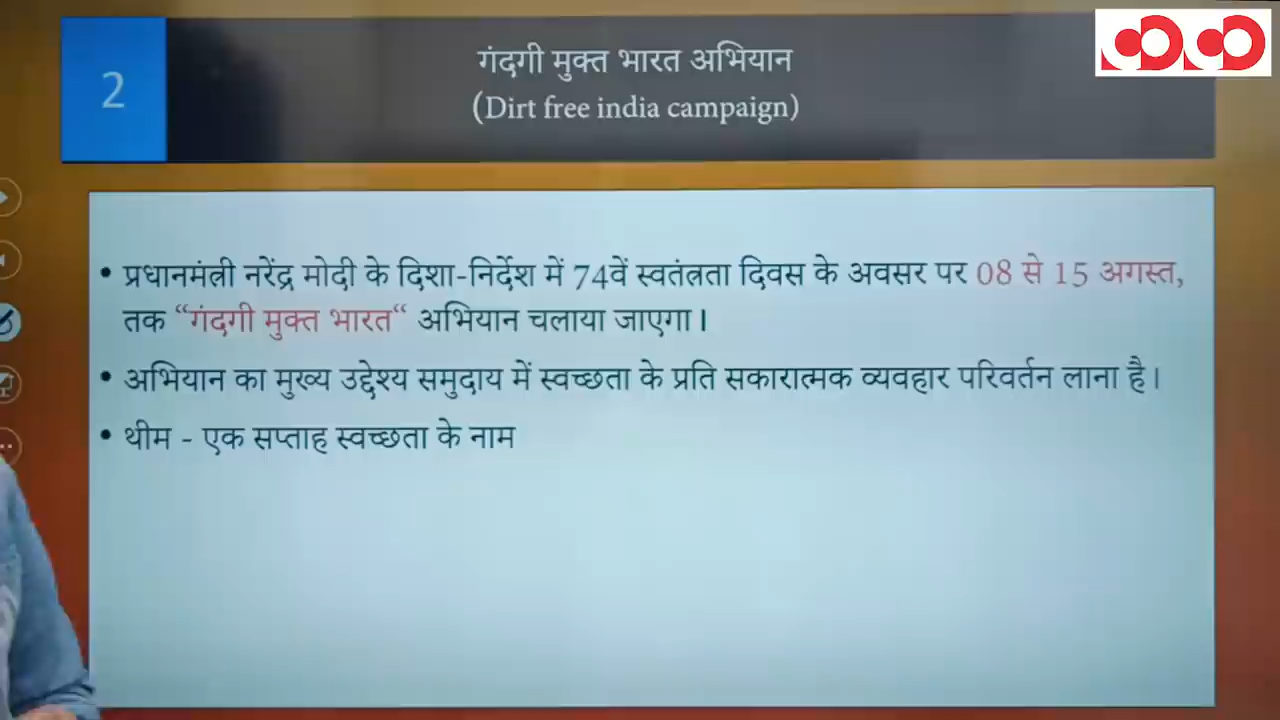 2
गंदगी मुक्त भारत अभियान
(Dirt free india campaign)
• प्रधानमंत्री नरेंद्र मोदी के दिशा-निर्देश में 74वें स्वतंत्रता दिवस के अवसर पर 08 से 15 अगस्त,
तक “गंदगी मुक्त भारत“ अभियान चलाया जाएगा।
• अभियान का मुख्य उद्देश्य समुदाय में स्वच्छता के प्रति सकारात्मक व्यवहार परिवर्तन लाना है।
• थीम - एक सप्ताह स्वच्छता के नाम